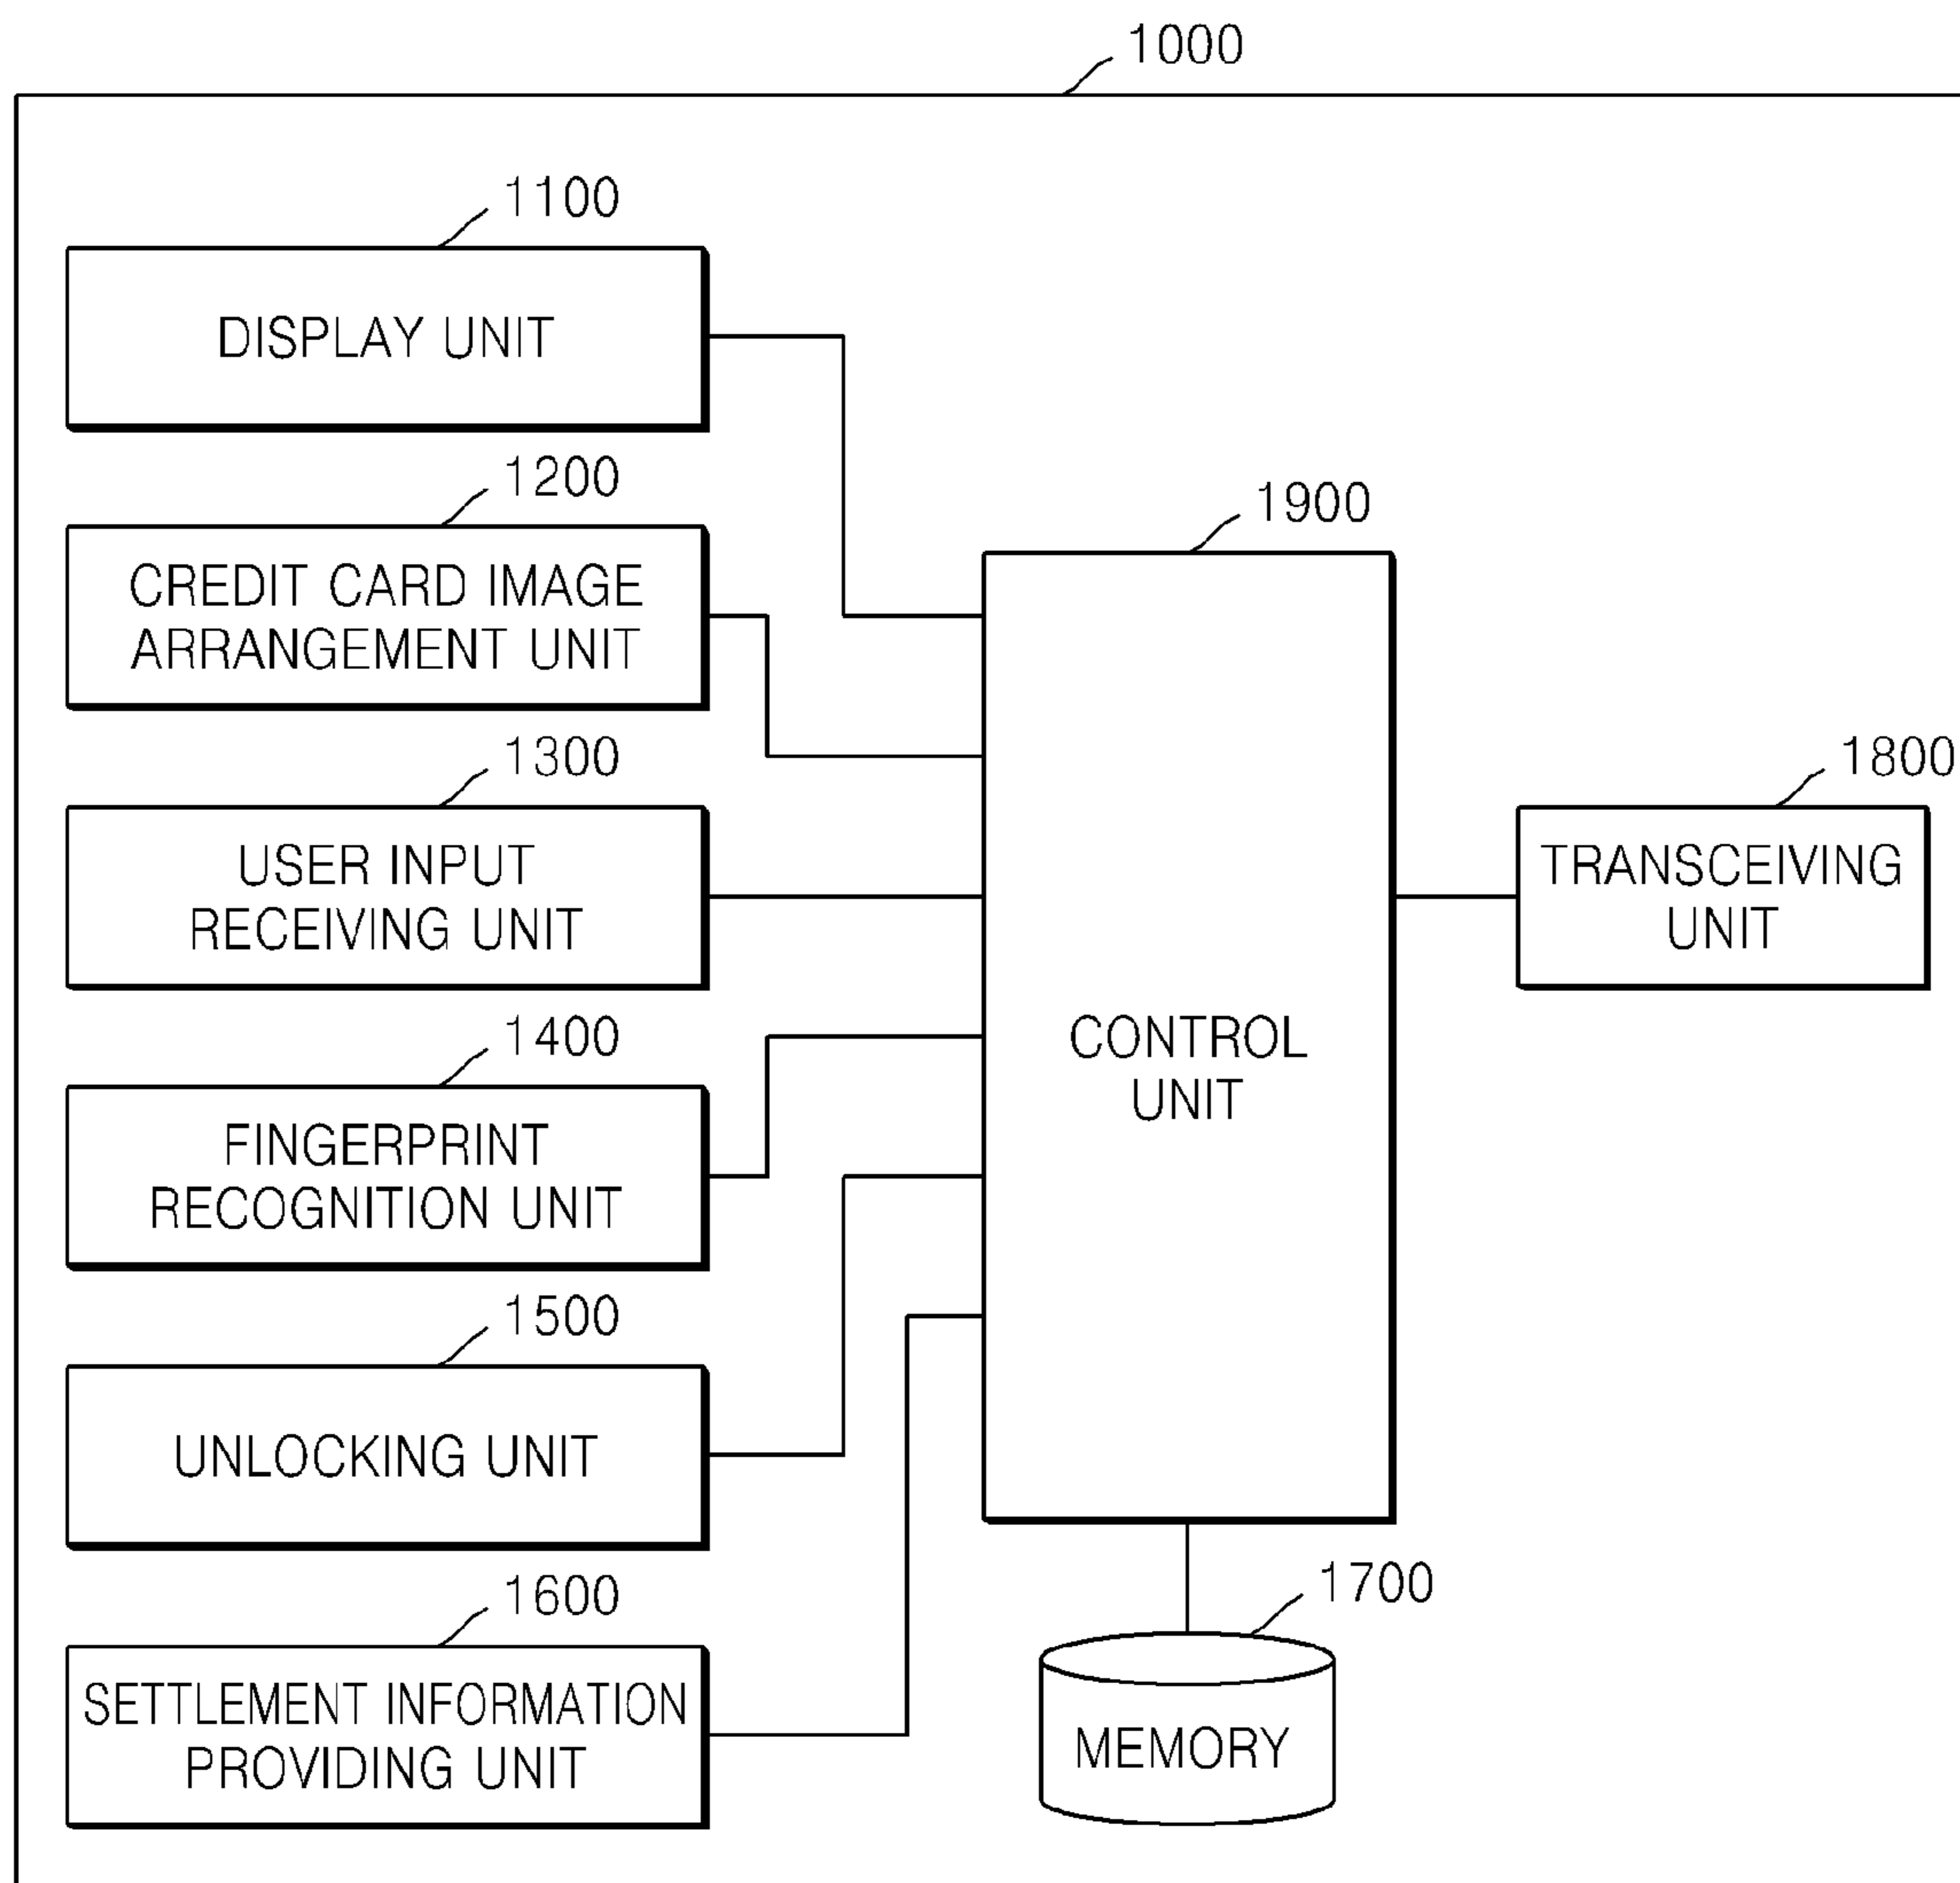 1000
1100
DISPLAY UNIT
1200
CREDIT CARD IMAGE
ARRANGEMENT UNIT
1300
USER INPUT
RECEIVING UNIT
1400
FINGERPRINT
RECOGNITION UNIT
1500
UNLOCKING UNIT
1600
SETTLEMENT INFORMATION
PROVIDING UNIT
1900
CONTROL
UNIT
1700
MEMORY
1800
TRANSCEIVING
UNIT